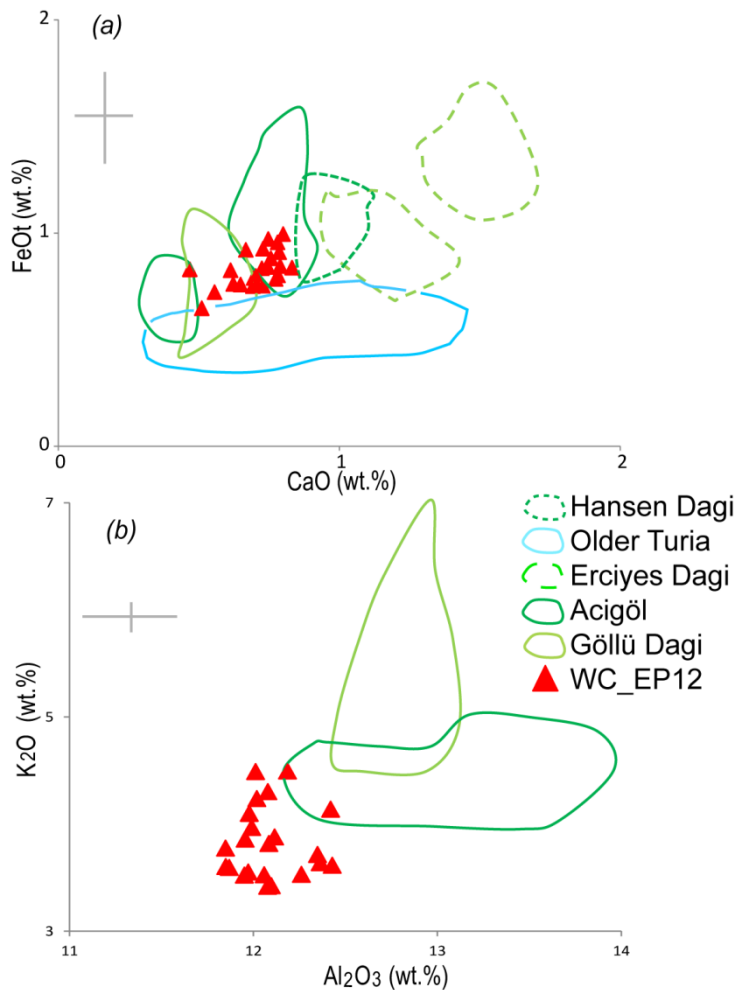 2
(a)
FeOt (wt.%)
1
0
0
1
2
CaO (wt.%)
7
(b)
K2O (wt.%)
5
3
11
12
13
14
Al2O3 (wt.%)
Hansen Dagi
Older Turia
Erciyes Dagi
Acigöl
Göllü Dagi
WC_EP12